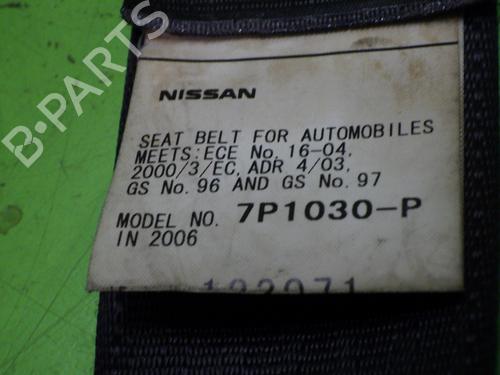 B-PARTS
NISSAN
SEAT BELT FOR AUTOMOBILES
MEETS:ECE No. 16-04,
2000/3/EC, ADR 4/03,
GS No.96 AND GS No.97
MODEL NO. 7P1030-P
IN 2006
192071